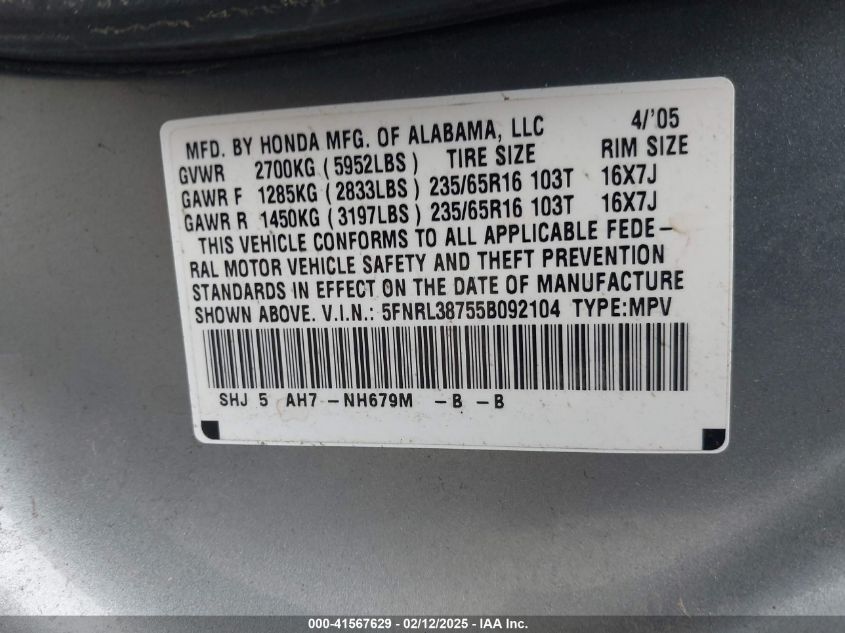 MFD. BY HONDA MFG. OF ALABAMA, LLC 4/'05
GVWR 2700KG (5952LBS) TIRE SIZE RIM SIZE
GAWR F 1285KG (2833LBS) 235/65R16 103T 16X7J
GAWR R 1450KG (3197LBS) 235/65R16 103T 16X7J
THIS VEHICLE CONFORMS TO ALL APPLICABLE FEDE-
RAL MOTOR VEHICLE SAFETY AND THEFT PREVENTION
STANDARDS IN EFFECT ON THE DATE OF MANUFACTURE
SHOWN ABOVE. V.I.N.: 5FNRL38755B092104 TYPE:MPV
SHJ 5 AH7 -NH679M -B -B
000-41567629 - 02/12/2025 - IAA Inc.